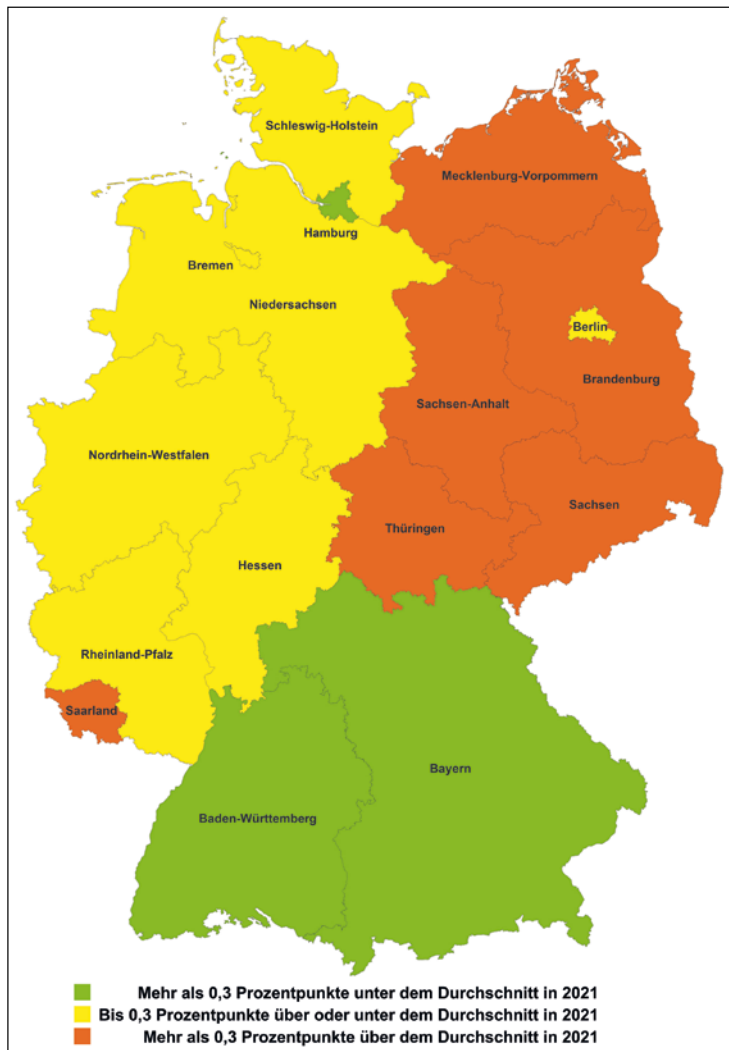 Schleswig-Holstein
Mecklenburg-Vorpommern
Hamburg
Bremen
Niedersachsen
Berlin
Brandenburg
Sachsen-Anhalt
Nordrhein-Westfalen
Sachsen
Thüringen
Hessen
Rheinland-Pfalz
Saarland
Bayern
Baden-Württemberg
Mehr als 0,3 Prozentpunkte unter dem Durchschnitt in 2021
Bis 0,3 Prozentpunkte über oder unter dem Durchschnitt in 2021
Mehr als 0,3 Prozentpunkte über dem Durchschnitt in 2021